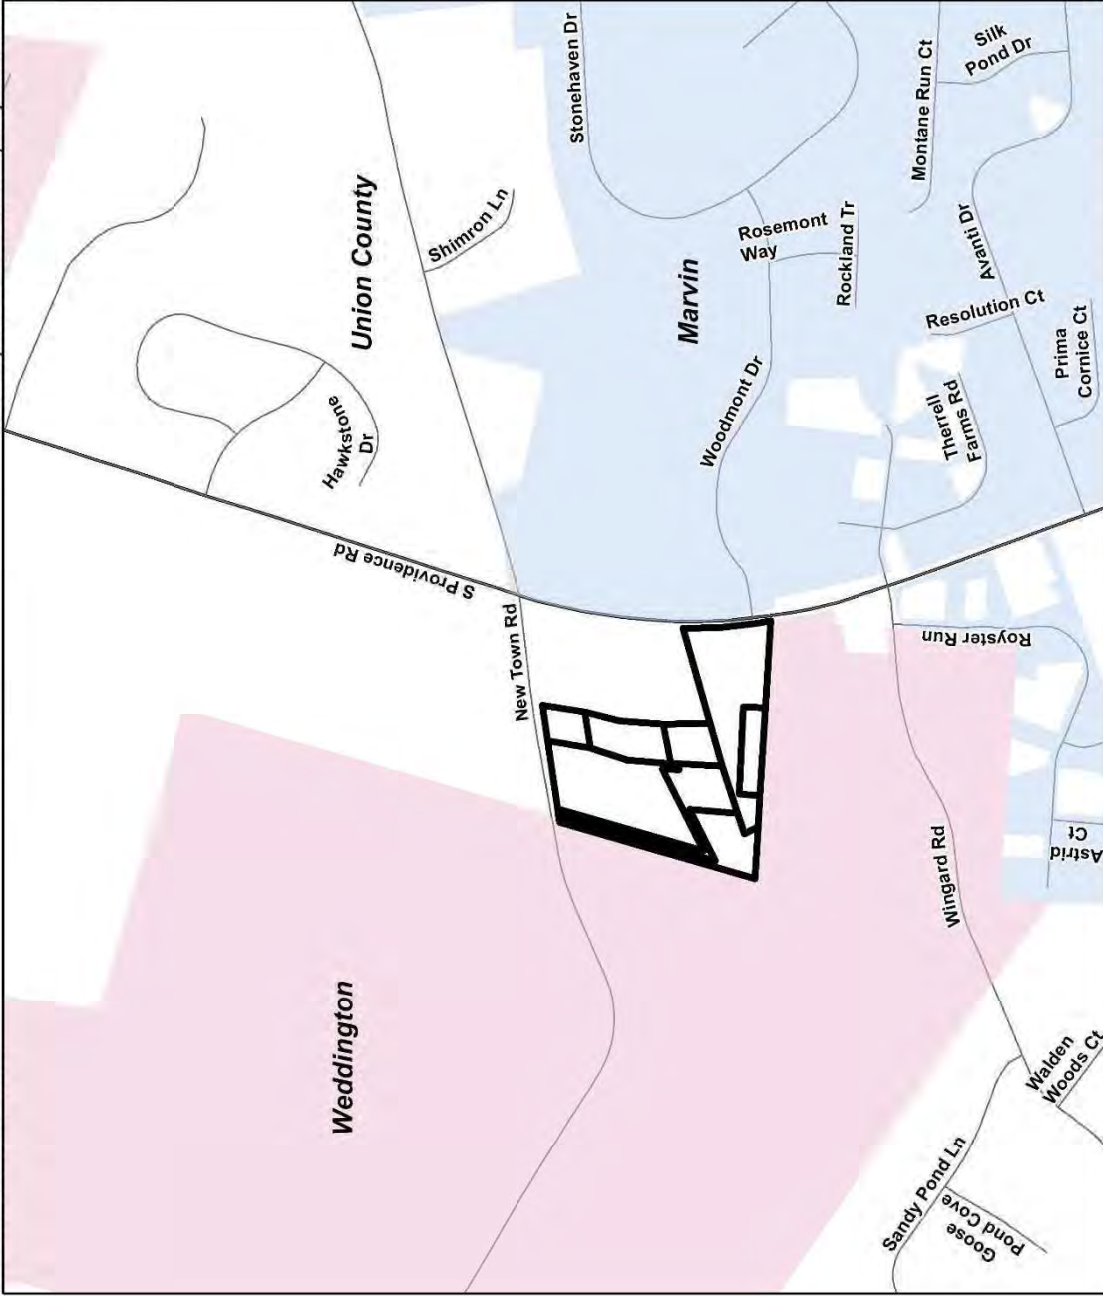 Stonehaven Dr
Silk
Pond Dr
Montane Run Ct
Union County
Shimron Ln
Rosemont
Way
Rockland Tr
Avanti Dr
Marvin
Resolution Ct
Prima
Cornice Ct
Hawkstone
Dr
Woodmont Dr
Therrell
Farms Rd
S Providence Rd
New Town Rd
Royster Run
Wingard Rd
Astrid
Ct
Weddington
Walden
Woods Ct
Sandy Pond Ln
Goose
Pond Cove